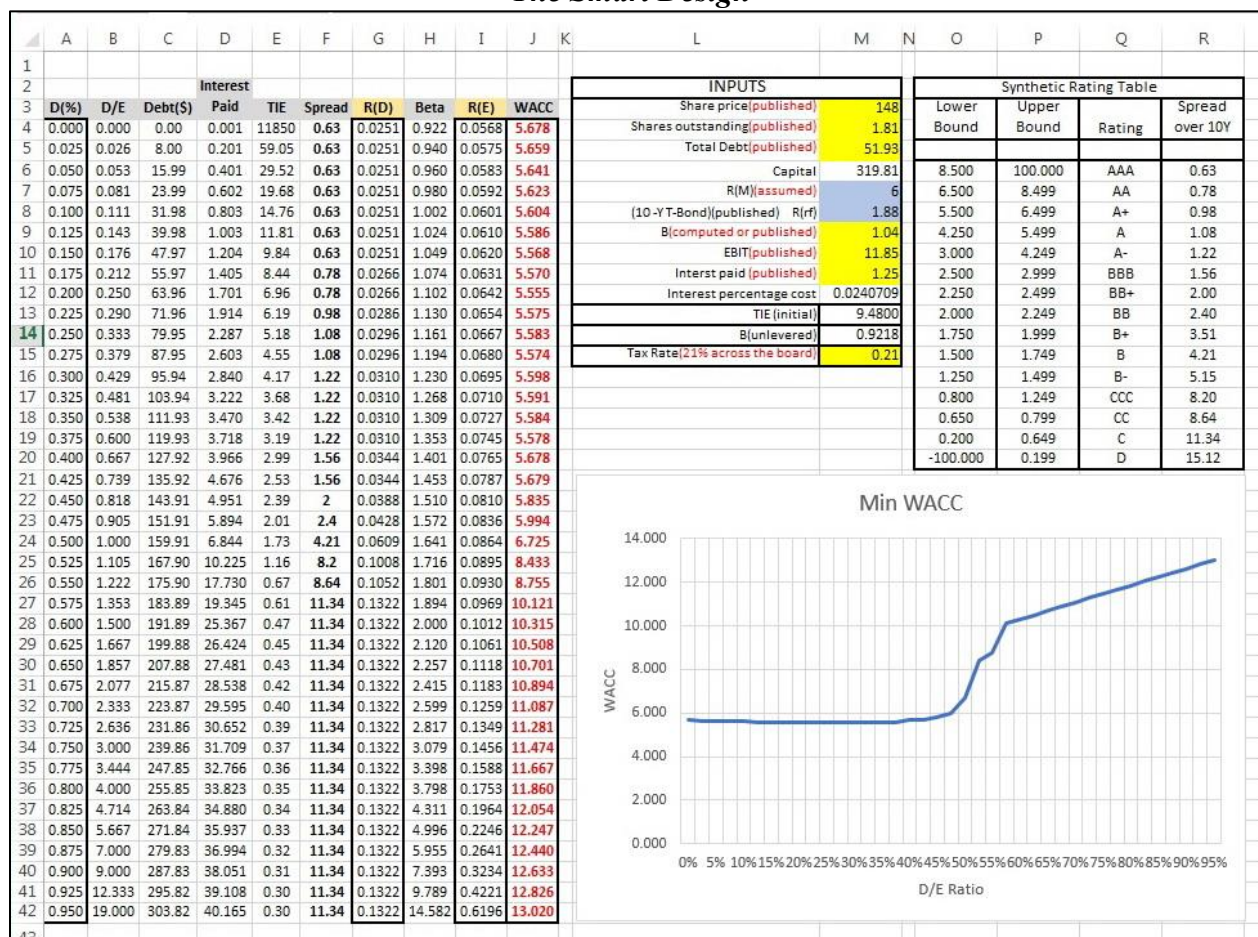 The Smart Design
A B C D E F G H I J K L M N O P Q R
1
2 Interest INPUTS Synthetic Rating Table
3 D(%) D/E Debt($) Paid TIE Spread R(D) Beta R(E) WACC Share price(published) 148 Lower Upper Spread
4 0.000 0.000 0.00 0.001 11850 0.63 0.0251 0.922 0.0568 5.678 Shares outstanding(published) 1.81 Bound Bound Rating over 10Y
5 0.025 0.026 8.00 0.201 59.05 0.63 0.0251 0.940 0.0575 5.659 Total Debt(published) 51.93
6 0.050 0.053 15.99 0.401 29.52 0.63 0.0251 0.960 0.0583 5.641 Capital 319.81 8.500 100.000 AAA 0.63
7 0.075 0.081 23.99 0.602 19.68 0.63 0.0251 0.980 0.0592 5.623 R(M)(assumed) 6 6.500 8.499 AA 0.78
8 0.100 0.111 31.98 0.803 14.76 0.63 0.0251 1.002 0.0601 5.604 (10 -Y T-Bond)(published) R(rf) 1.88 5.500 6.499 A+ 0.98
9 0.125 0.143 39.98 1.003 11.81 0.63 0.0251 1.024 0.0610 5.586 B(computed or published) 1.04 4.250 5.499 A 1.08
10 0.150 0.176 47.97 1.204 9.84 0.63 0.0251 1.049 0.0620 5.568 EBIT(published) 11.85 3.000 4.249 A- 1.22
11 0.175 0.212 55.97 1.405 8.44 0.78 0.0266 1.074 0.0631 5.570 Interst paid (published) 1.25 2.500 2.999 BBB 1.56
12 0.200 0.250 63.96 1.701 6.96 0.78 0.0266 1.102 0.0642 5.555 Interest percentage cost 0.0240709 2.250 2.499 BB+ 2.00
13 0.225 0.290 71.96 1.914 6.19 0.98 0.0286 1.130 0.0654 5.575 TIE (initial) 9.4800 2.000 2.249 BB 2.40
14 0.250 0.333 79.95 2.287 5.18 1.08 0.0296 1.161 0.0667 5.583 B(unlevered) 0.9218 1.750 1.999 B+ 3.51
15 0.275 0.379 87.95 2.603 4.55 1.08 0.0296 1.194 0.0680 5.574 Tax Rate(21% across the board) 0.21 1.500 1.749 B 4.21
16 0.300 0.429 95.94 2.840 4.17 1.22 0.0310 1.230 0.0695 5.598 1.250 1.499 B- 5.15
17 0.325 0.481 103.94 3.222 3.68 1.22 0.0310 1.268 0.0710 5.591 0.800 1.249 CCC 8.20
18 0.350 0.538 111.93 3.470 3.42 1.22 0.0310 1.309 0.0727 5.584 0.650 0.799 CC 8.64
19 0.375 0.600 119.93 3.718 3.19 1.22 0.0310 1.353 0.0745 5.578 0.200 0.649 C 11.34
20 0.400 0.667 127.92 3.966 2.99 1.56 0.0344 1.401 0.0765 5.678 -100.000 0.199 D 15.12
21 0.425 0.739 135.92 4.676 2.53 1.56 0.0344 1.453 0.0787 5.679
22 0.450 0.818 143.91 4.951 2.39 2 0.0388 1.510 0.0810 5.835
23 0.475 0.905 151.91 5.894 2.01 2.4 0.0428 1.572 0.0836 5.994
24 0.500 1.000 159.91 6.844 1.73 4.21 0.0609 1.641 0.0864 6.725
25 0.525 1.105 167.90 10.225 1.16 8.2 0.1008 1.716 0.0895 8.433
26 0.550 1.222 175.90 17.730 0.67 8.64 0.1052 1.801 0.0930 8.755
27 0.575 1.353 183.89 19.345 0.61 11.34 0.1322 1.894 0.0969 10.121
28 0.600 1.500 191.89 25.367 0.47 11.34 0.1322 2.000 0.1012 10.315
29 0.625 1.667 199.88 26.424 0.45 11.34 0.1322 2.120 0.1061 10.508
30 0.650 1.857 207.88 27.481 0.43 11.34 0.1322 2.257 0.1118 10.701
31 0.675 2.077 215.87 28.538 0.42 11.34 0.1322 2.415 0.1183 10.894
32 0.700 2.333 223.87 29.595 0.40 11.34 0.1322 2.599 0.1259 11.087
33 0.725 2.636 231.86 30.652 0.39 11.34 0.1322 2.817 0.1349 11.281
34 0.750 3.000 239.86 31.709 0.37 11.34 0.1322 3.079 0.1456 11.474
35 0.775 3.444 247.85 32.766 0.36 11.34 0.1322 3.398 0.1588 11.667
36 0.800 4.000 255.85 33.823 0.35 11.34 0.1322 3.798 0.1753 11.860
37 0.825 4.714 263.84 34.880 0.34 11.34 0.1322 4.311 0.1964 12.054
38 0.850 5.667 271.84 35.937 0.33 11.34 0.1322 4.996 0.2246 12.247
39 0.875 7.000 279.83 36.994 0.32 11.34 0.1322 5.955 0.2641 12.440
40 0.900 9.000 287.83 38.051 0.31 11.34 0.1322 7.393 0.3234 12.633
41 0.925 12.333 295.82 39.108 0.30 11.34 0.1322 9.789 0.4221 12.826
42 0.950 19.000 303.82 40.165 0.30 11.34 0.1322 14.582 0.6196 13.020
Min WACC
14.000
12.000
10.000
8.000
6.000
4.000
2.000
0.000
WACC
0% 5% 10%15%20%25%30%35%40%45%50%55%60%65%70%75%80%85%90%95%
D/E Ratio